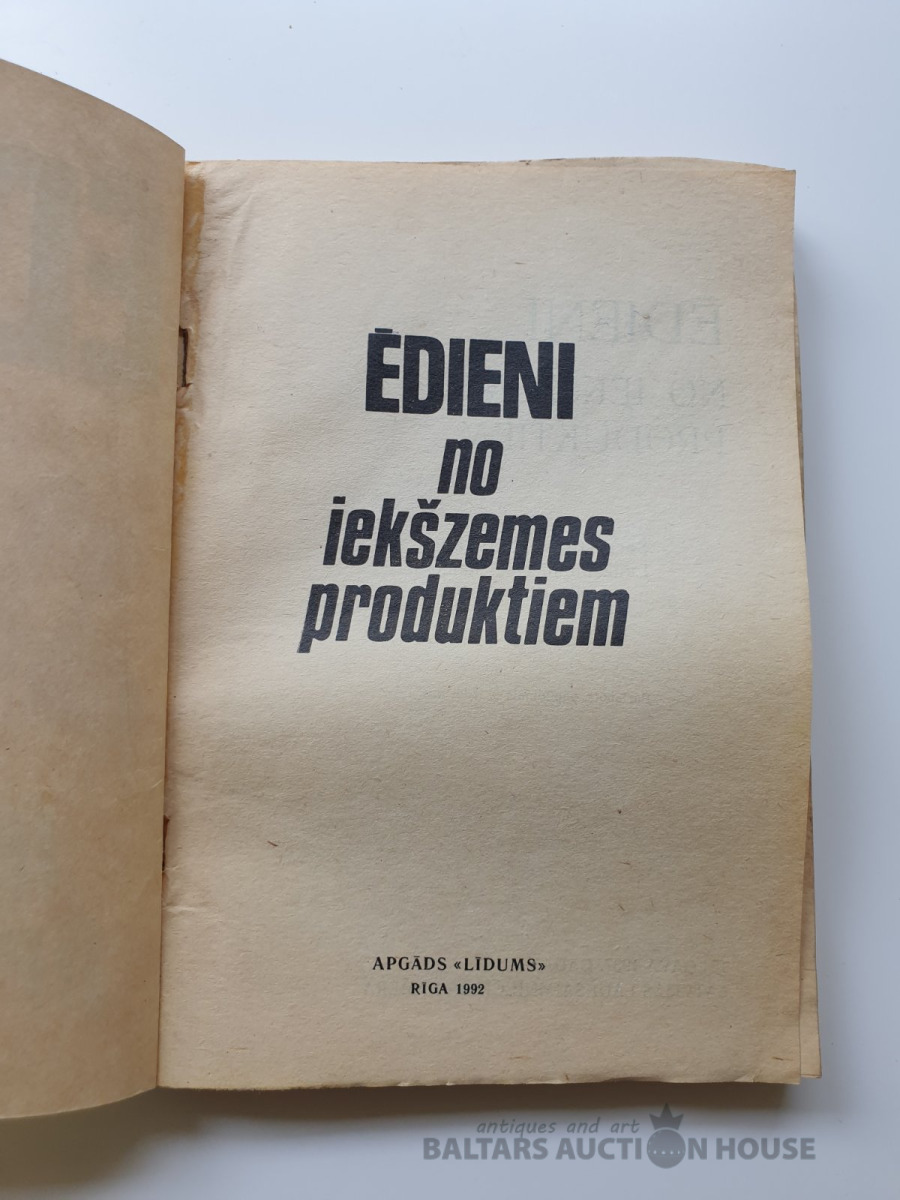 ĒDIENI
no
iekšzemes
produktiem
APGĀDS «LĪDUMS»
RĪGA 1992
antiques and art
BALTARS AUCTION HOUSE